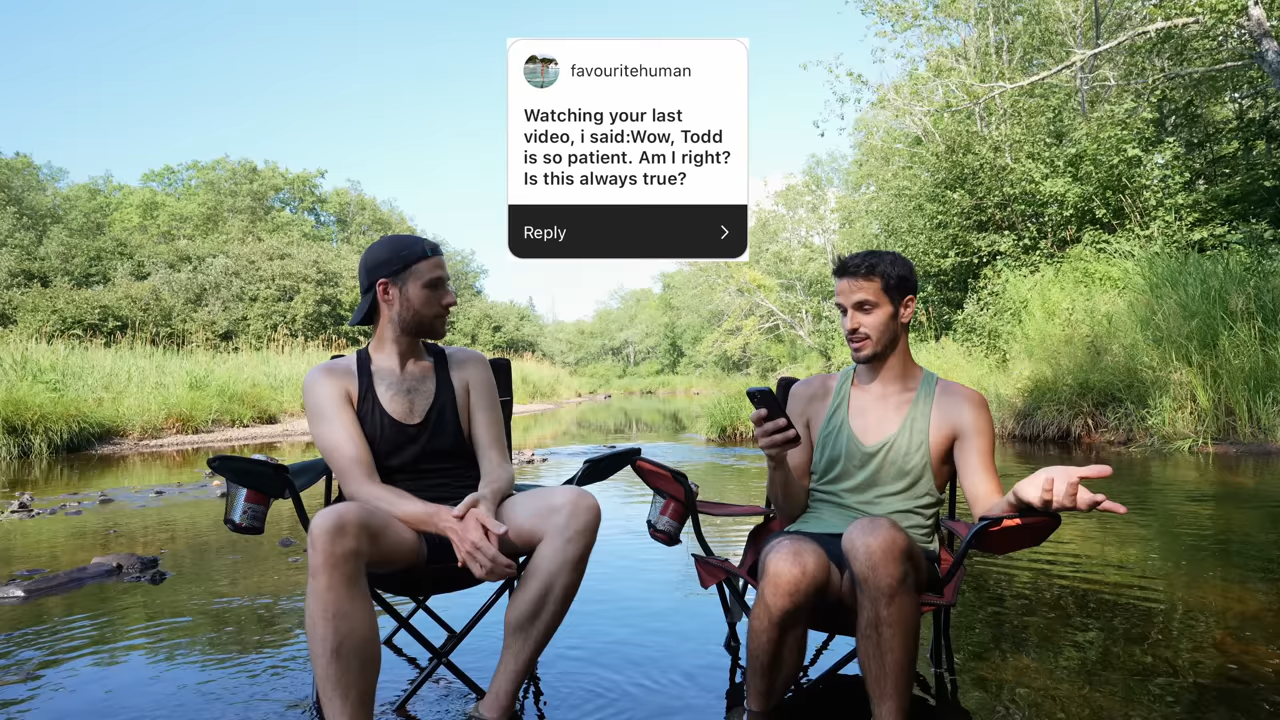 favouritehuman
Watching your last
video, i said:Wow, Todd
is so patient. Am I right?
Is this always true?
Reply